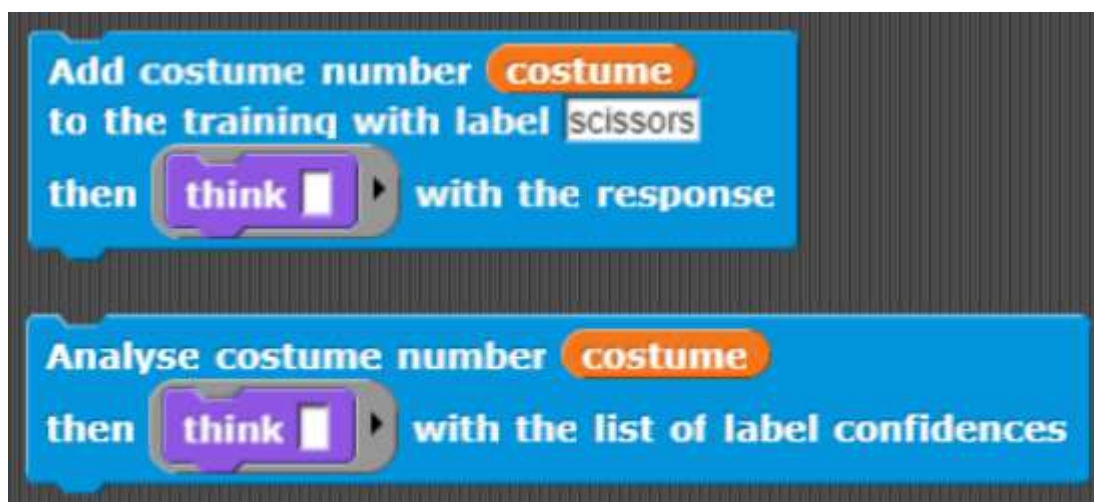 Add costume number costume
to the training with label scissors
then think with the response
Analyse costume number costume
then think with the list of label confidences